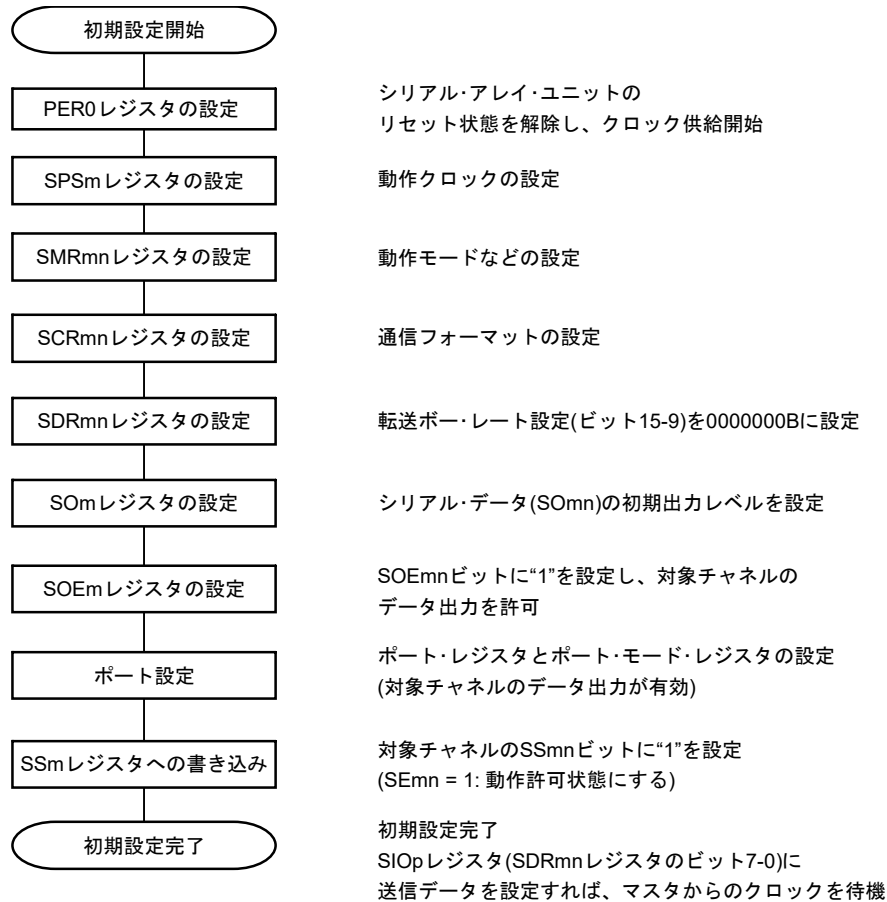 初期設定開始
PER0レジスタの設定
シリアル･アレイ･ユニットの
リセット状態を解除し、クロック供給開始
SPSmレジスタの設定
動作クロックの設定
SMRmnレジスタの設定
動作モードなどの設定
SCRmnレジスタの設定
通信フォーマットの設定
SDRmnレジスタの設定
転送ボー･レート設定(ビット15-9)を0000000Bに設定
SOmレジスタの設定
シリアル･データ(SOmn)の初期出力レベルを設定
SOEmレジスタの設定
SOEmnビットに“1”を設定し、対象チャネルの
データ出力を許可
ポート設定
ポート･レジスタとポート･モード･レジスタの設定
(対象チャネルのデータ出力が有効)
SSmレジスタへの書き込み
対象チャネルのSSmnビットに“1”を設定
(SEmn = 1: 動作許可状態にする)
初期設定完了
初期設定完了
SIOpレジスタ(SDRmnレジスタのビット7-0)に
送信データを設定すれば、マスタからのクロックを待機